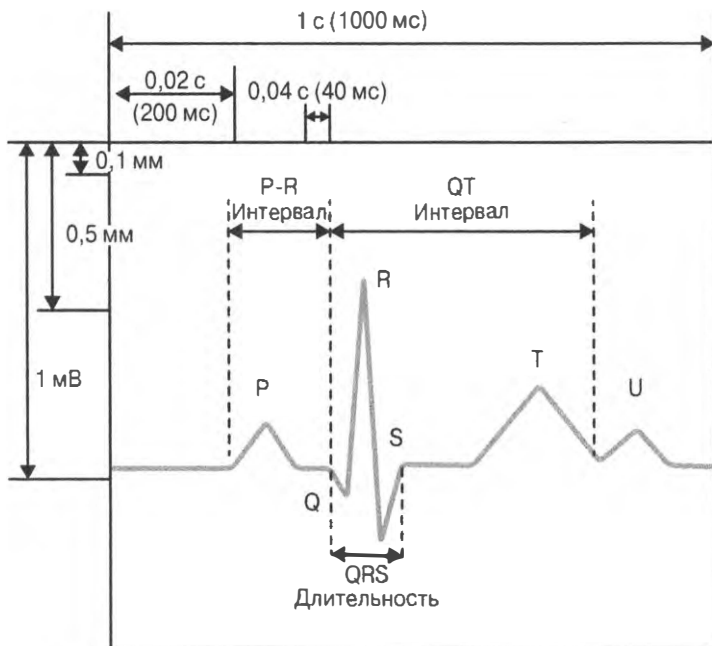 1 с (1000 мс)
0,02 с
(200 мс)
0,04 с (40 мс)
0,1 мм
P-R
Интервал
QT
Интервал
0,5 мм
R
1 мВ
P
T
U
S
Q
QRS
Длительность